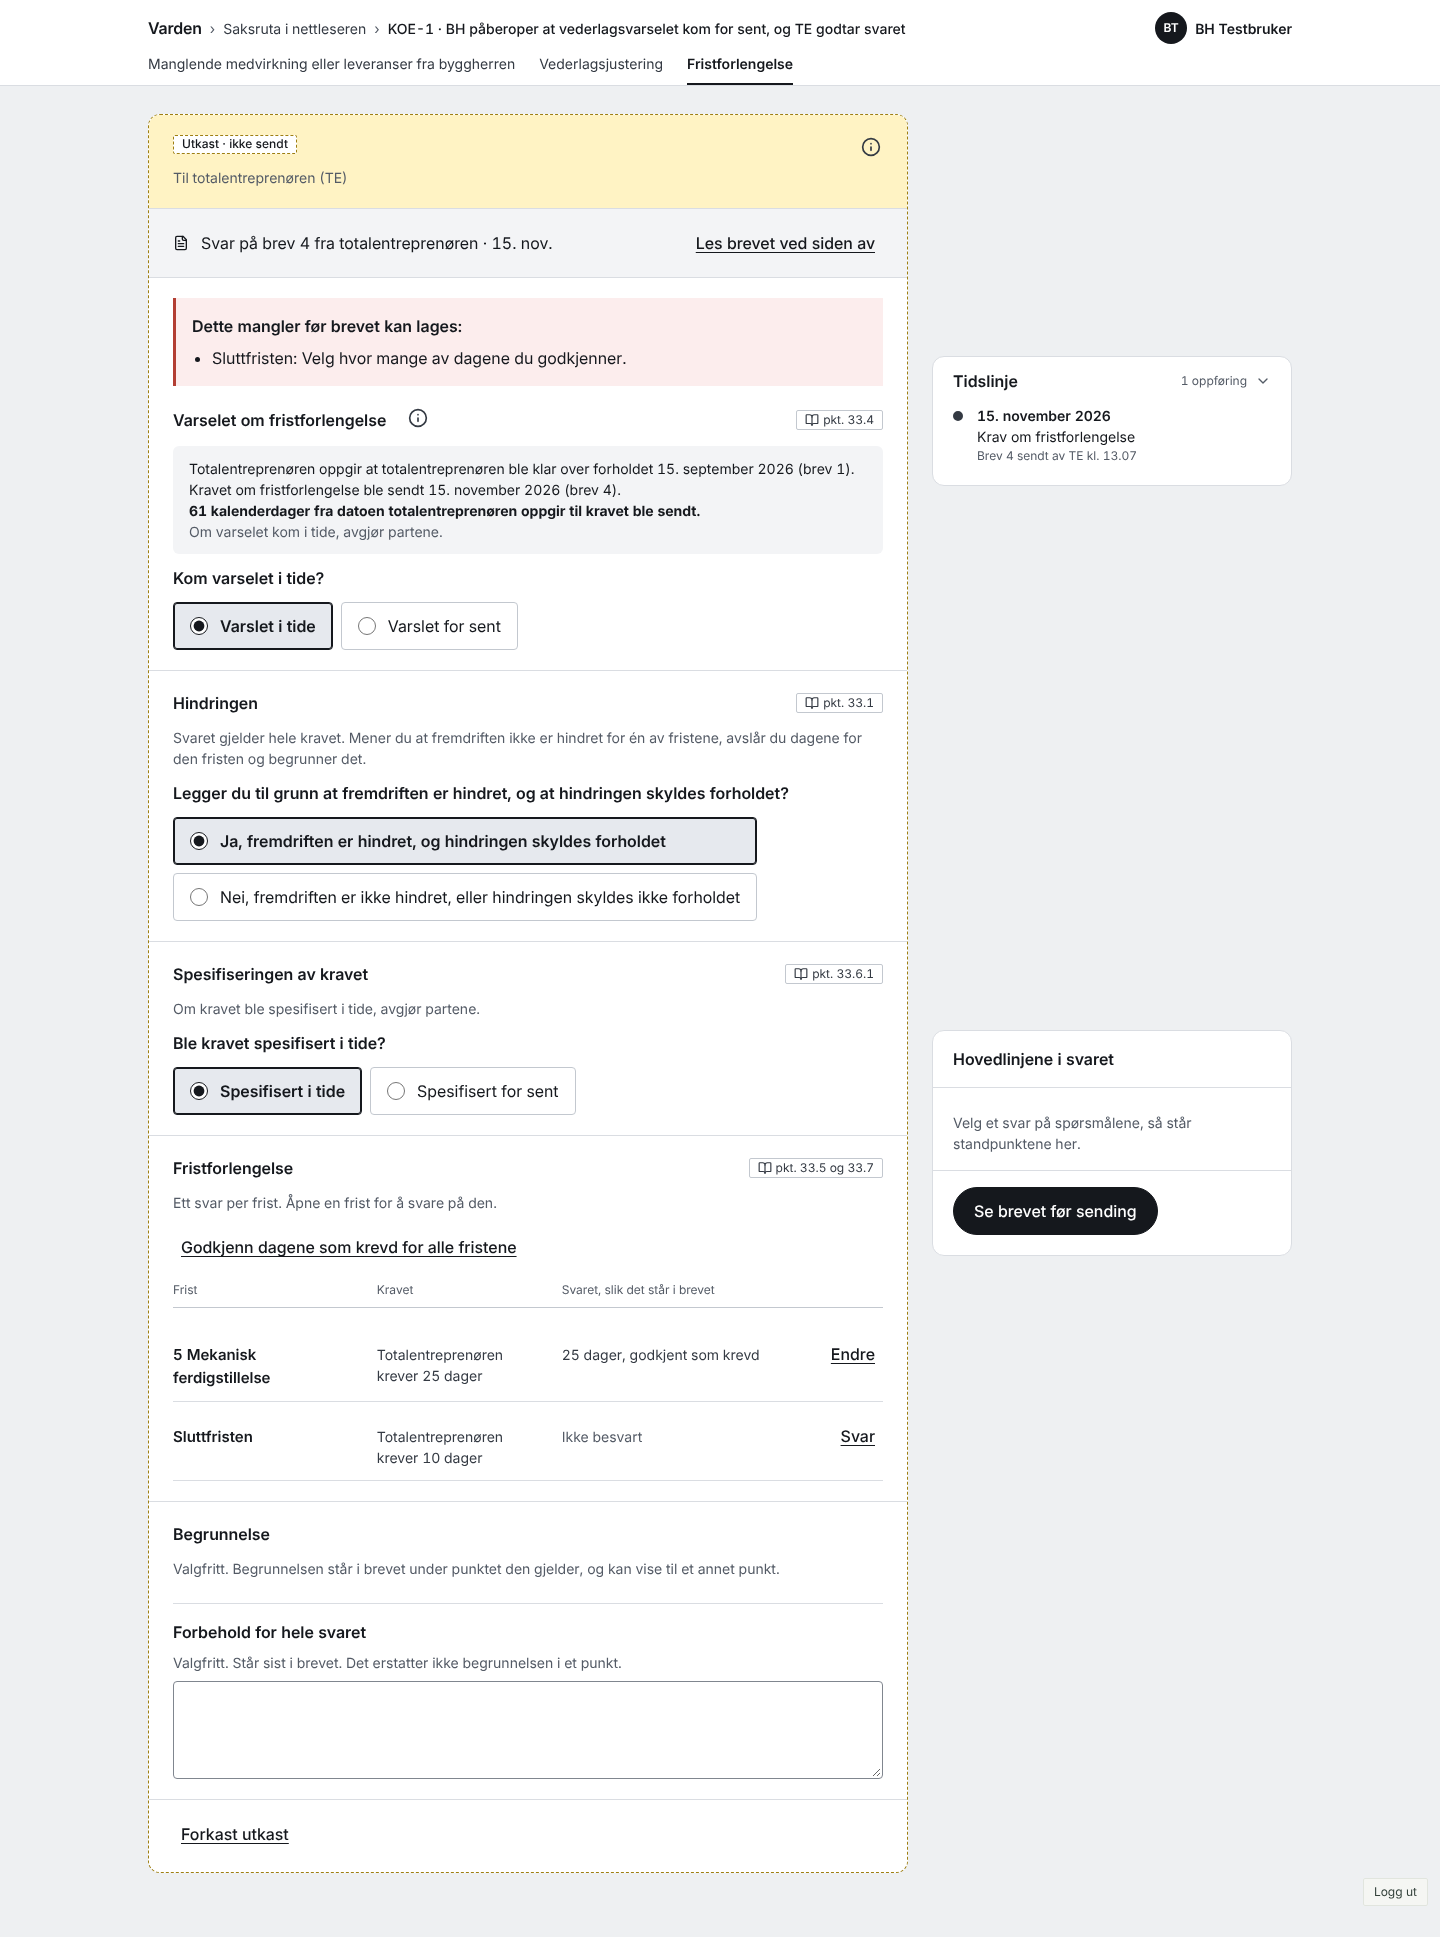 Varden › Saksruta i nettleseren › KOE-1 · BH påberoper at vederlagsvarselet kom for sent, og TE godtar svaret
BT BH Testbruker
Manglende medvirkning eller leveranser fra byggherren Vederlagsjustering Fristforlengelse
Utkast · ikke sendt
Til totalentreprenøren (TE)
Svar på brev 4 fra totalentreprenøren · 15. nov. Les brevet ved siden av
Dette mangler før brevet kan lages:
• Sluttfristen: Velg hvor mange av dagene du godkjenner.
Varselet om fristforlengelse pkt. 33.4
Totalentreprenøren oppgir at totalentreprenøren ble klar over forholdet 15. september 2026 (brev 1).
Kravet om fristforlengelse ble sendt 15. november 2026 (brev 4).
61 kalenderdager fra datoen totalentreprenøren oppgir til kravet ble sendt.
Om varselet kom i tide, avgjør partene.
Kom varselet i tide?
Varslet i tide Varslet for sent
Hindringen pkt. 33.1
Svaret gjelder hele kravet. Mener du at fremdriften ikke er hindret for én av fristene, avslår du dagene for
den fristen og begrunner det.
Legger du til grunn at fremdriften er hindret, og at hindringen skyldes forholdet?
Ja, fremdriften er hindret, og hindringen skyldes forholdet
Nei, fremdriften er ikke hindret, eller hindringen skyldes ikke forholdet
Spesifiseringen av kravet pkt. 33.6.1
Om kravet ble spesifisert i tide, avgjør partene.
Ble kravet spesifisert i tide?
Spesifisert i tide Spesifisert for sent
Fristforlengelse pkt. 33.5 og 33.7
Ett svar per frist. Åpne en frist for å svare på den.
Godkjenn dagene som krevd for alle fristene
Frist Kravet Svaret, slik det står i brevet
5 Mekanisk ferdigstillelse Totalentreprenøren krever 25 dager 25 dager, godkjent som krevd Endre
Sluttfristen Totalentreprenøren krever 10 dager Ikke besvart Svar
Begrunnelse
Valgfritt. Begrunnelsen står i brevet under punktet den gjelder, og kan vise til et annet punkt.
Forbehold for hele svaret
Valgfritt. Står sist i brevet. Det erstatter ikke begrunnelsen i et punkt.
Forkast utkast
Tidslinje 1 oppføring
15. november 2026
Krav om fristforlengelse
Brev 4 sendt av TE kl. 13.07
Hovedlinjene i svaret
Velg et svar på spørsmålene, så står
standpunktene her.
Se brevet før sending
Logg ut